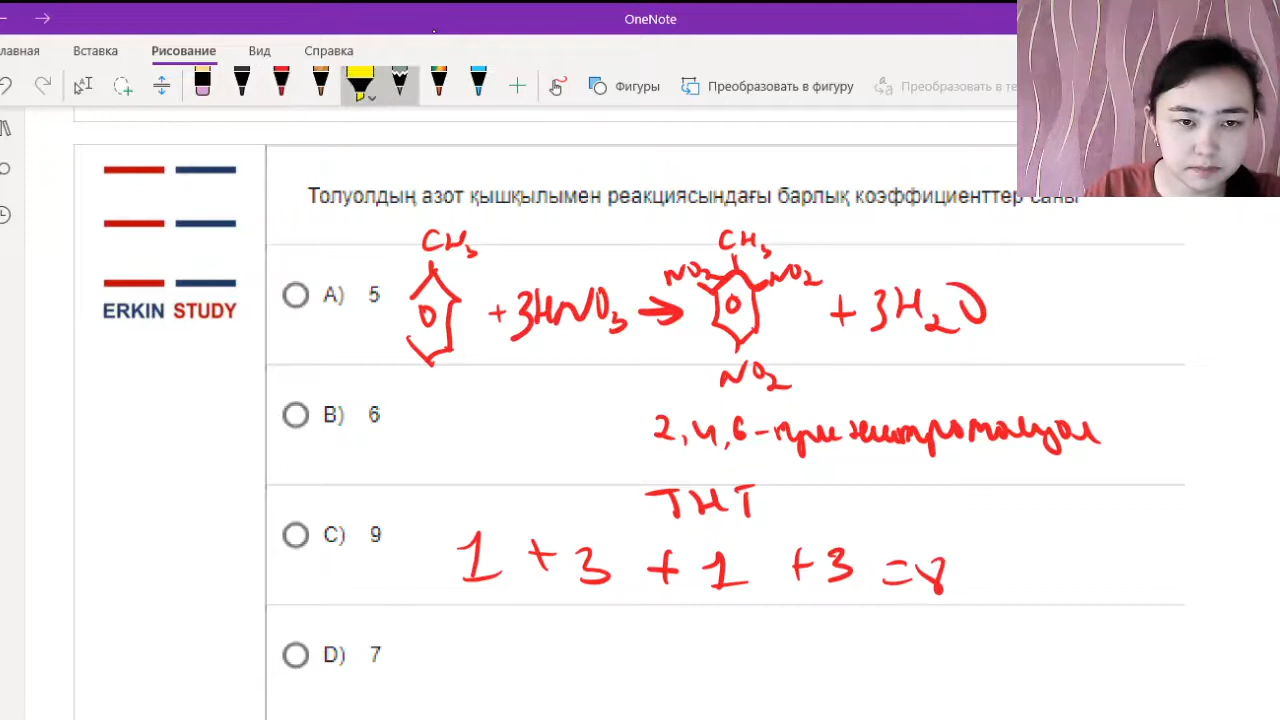 OneNote
лавная Вставка Рисование Вид Справка
Фигуры Преобразовать в фигуру Преобразовать в те
Толуолдың азот қышқылымен реакциясындағы барлық коэффициенттер саны
ERKIN STUDY
CH3 CH3
NO2 NO2
A) 5 + 3HNO3 → + 3H2O
NO2
B) 6
2,4,6-тринитротолуол
ТНТ
C) 9 1 + 3 + 1 + 3 = 8
D) 7